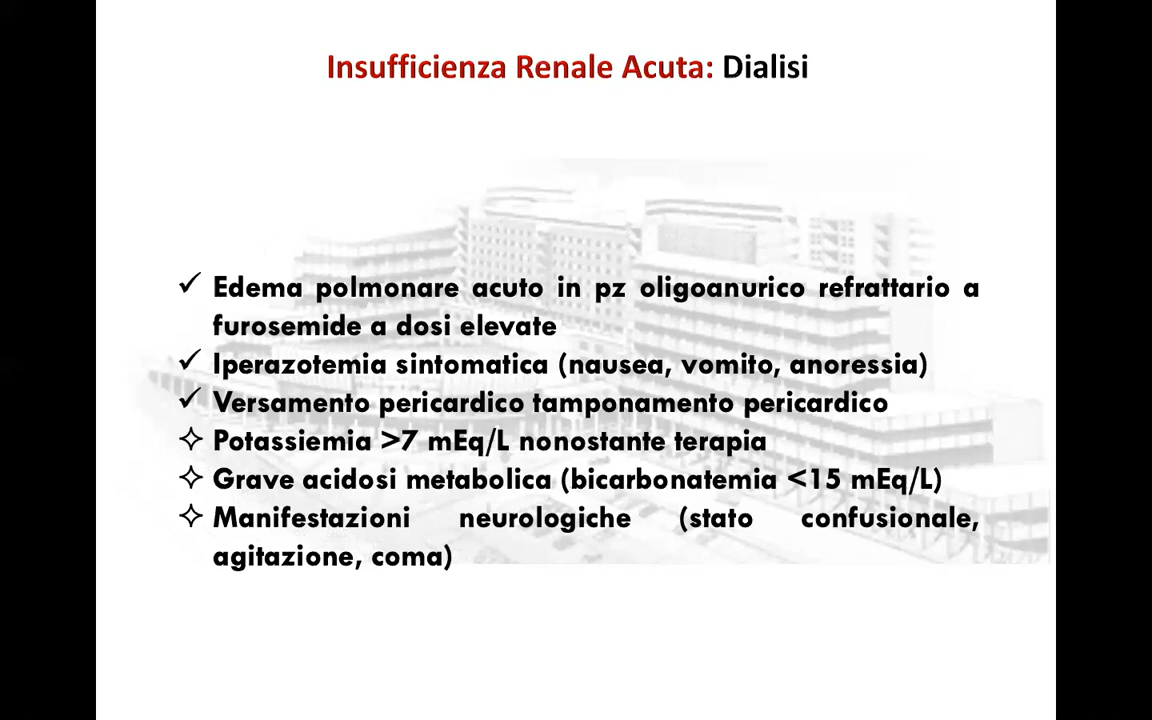 Insufficienza Renale Acuta: Dialisi
✓ Edema polmonare acuto in pz oligoanurico refrattario a
furosemide a dosi elevate
✓ Iperazotemia sintomatica (nausea, vomito, anoressia)
✓ Versamento pericardico tamponamento pericardico
✧ Potassiemia >7 mEq/L nonostante terapia
✧ Grave acidosi metabolica (bicarbonatemia <15 mEq/L)
✧ Manifestazioni neurologiche (stato confusionale,
agitazione, coma)